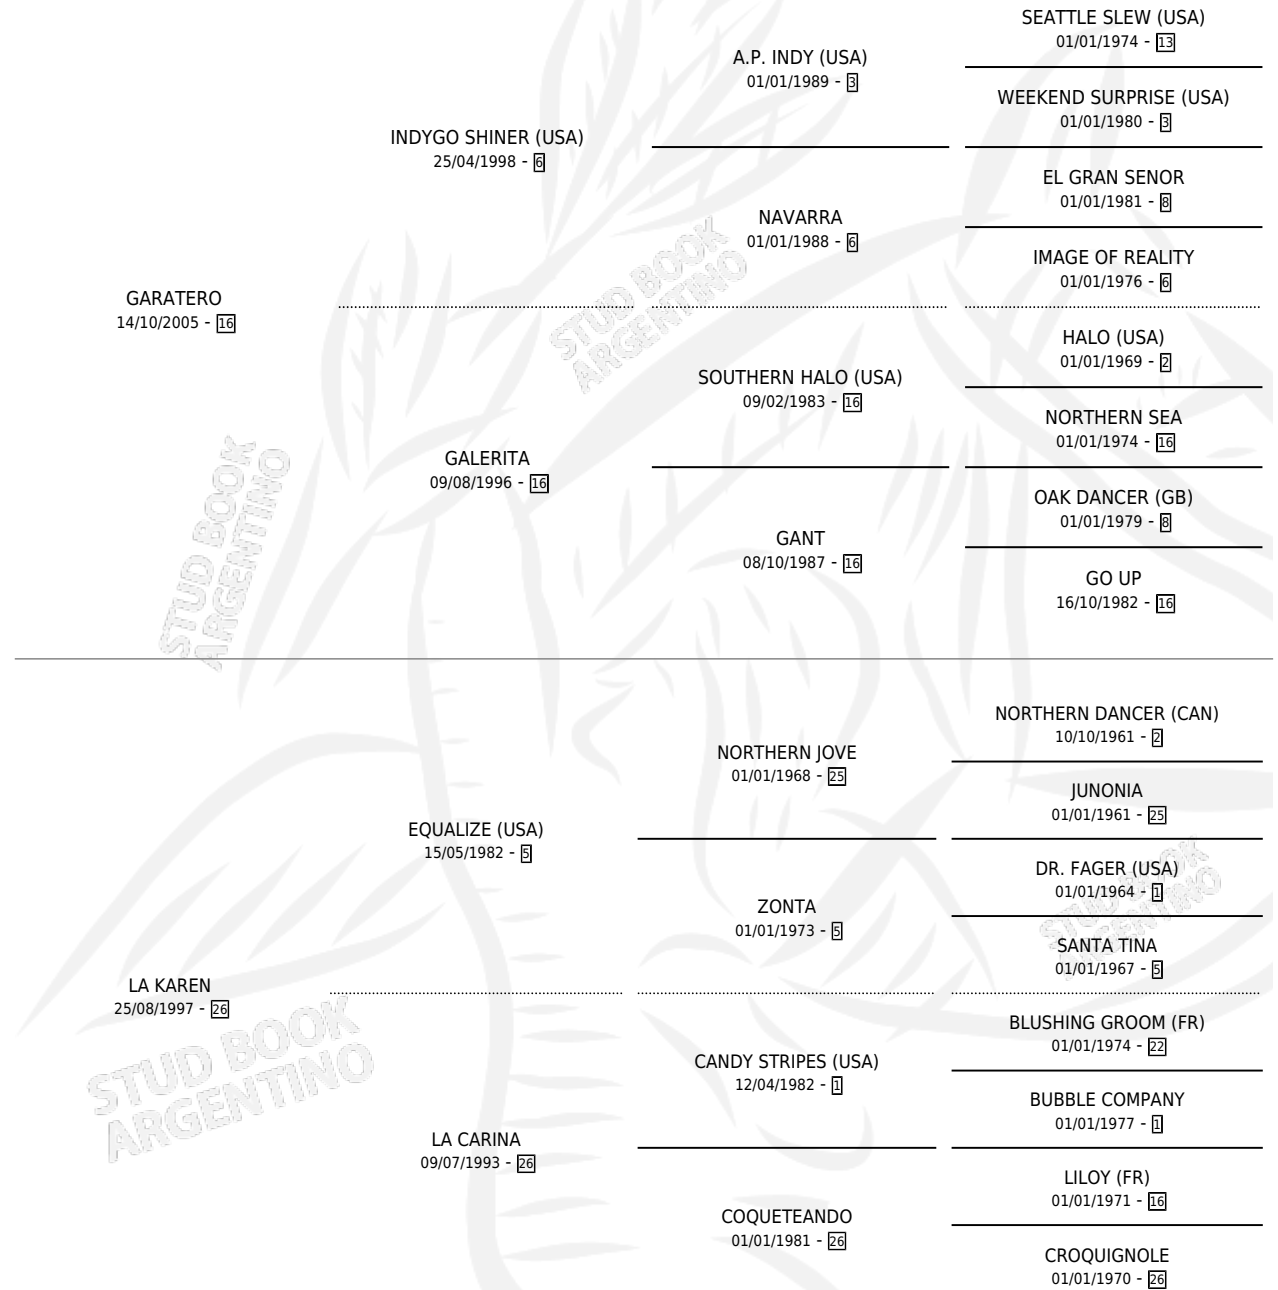 SEATTLE SLEW (USA)
01/01/1974 - 13
A.P. INDY (USA)
01/01/1989 - 3
WEEKEND SURPRISE (USA)
01/01/1980 - 3
INDYGO SHINER (USA)
25/04/1998 - 6
EL GRAN SENOR
01/01/1981 - 8
NAVARRA
01/01/1988 - 6
IMAGE OF REALITY
01/01/1976 - 6
GARATERO
14/10/2005 - 16
HALO (USA)
01/01/1969 - 2
SOUTHERN HALO (USA)
09/02/1983 - 16
NORTHERN SEA
01/01/1974 - 16
GALERITA
09/08/1996 - 16
OAK DANCER (GB)
01/01/1979 - 8
GANT
08/10/1987 - 16
GO UP
16/10/1982 - 16
STUD BOOK
ARGENTINO
STUD BOOK
ARGENTINO
NORTHERN DANCER (CAN)
10/10/1961 - 2
NORTHERN JOVE
01/01/1968 - 25
JUNONIA
01/01/1961 - 25
EQUALIZE (USA)
15/05/1982 - 5
DR. FAGER (USA)
01/01/1964 - 1
ZONTA
01/01/1973 - 5
SANTA TINA
01/01/1967 - 5
LA KAREN
25/08/1997 - 26
BLUSHING GROOM (FR)
01/01/1974 - 22
CANDY STRIPES (USA)
12/04/1982 - 1
BUBBLE COMPANY
01/01/1977 - 1
LA CARINA
09/07/1993 - 26
LILOY (FR)
01/01/1971 - 16
COQUETEANDO
01/01/1981 - 26
CROQUIGNOLE
01/01/1970 - 26
STUD BOOK
ARGENTINO
STUD BOOK
ARGENTINO